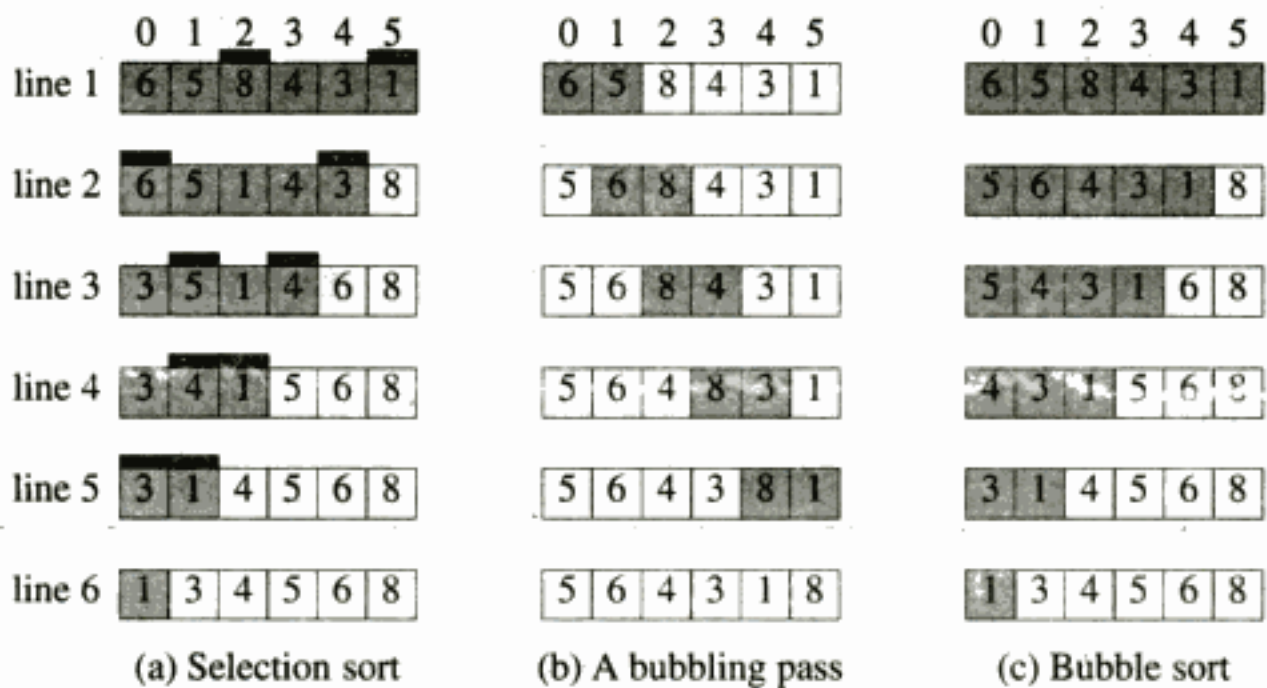 0 1 2 3 4 5 0 1 2 3 4 5 0 1 2 3 4 5
line 1 6 5 8 4 3 1 6 5 8 4 3 1 6 5 8 4 3 1
line 2 6 5 1 4 3 8 5 6 8 4 3 1 5 6 4 3 1 8
line 3 3 5 1 4 6 8 5 6 8 4 3 1 5 4 3 1 6 8
line 4 3 4 1 5 6 8 5 6 4 8 3 1 4 3 1 5 6 8
line 5 3 1 4 5 6 8 5 6 4 3 8 1 3 1 4 5 6 8
line 6 1 3 4 5 6 8 5 6 4 3 1 8 1 3 4 5 6 8
(a) Selection sort (b) A bubbling pass (c) Bubble sort